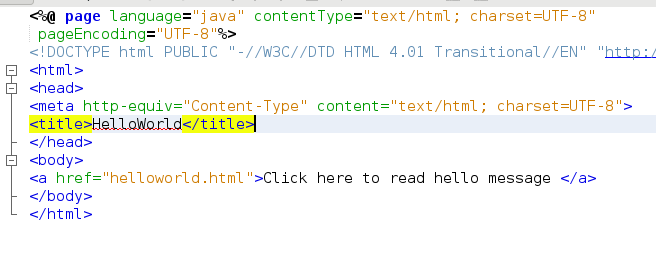 <%@ page language="java" contentType="text/html; charset=UTF-8"
pageEncoding="UTF-8"%>
<!DOCTYPE html PUBLIC "-//W3C//DTD HTML 4.01 Transitional//EN" "http:/
<html>
<head>
<meta http-equiv="Content-Type" content="text/html; charset=UTF-8">
<title>HelloWorld</title>
</head>
<body>
<a href="helloworld.html">Click here to read hello message </a>
</body>
</html>